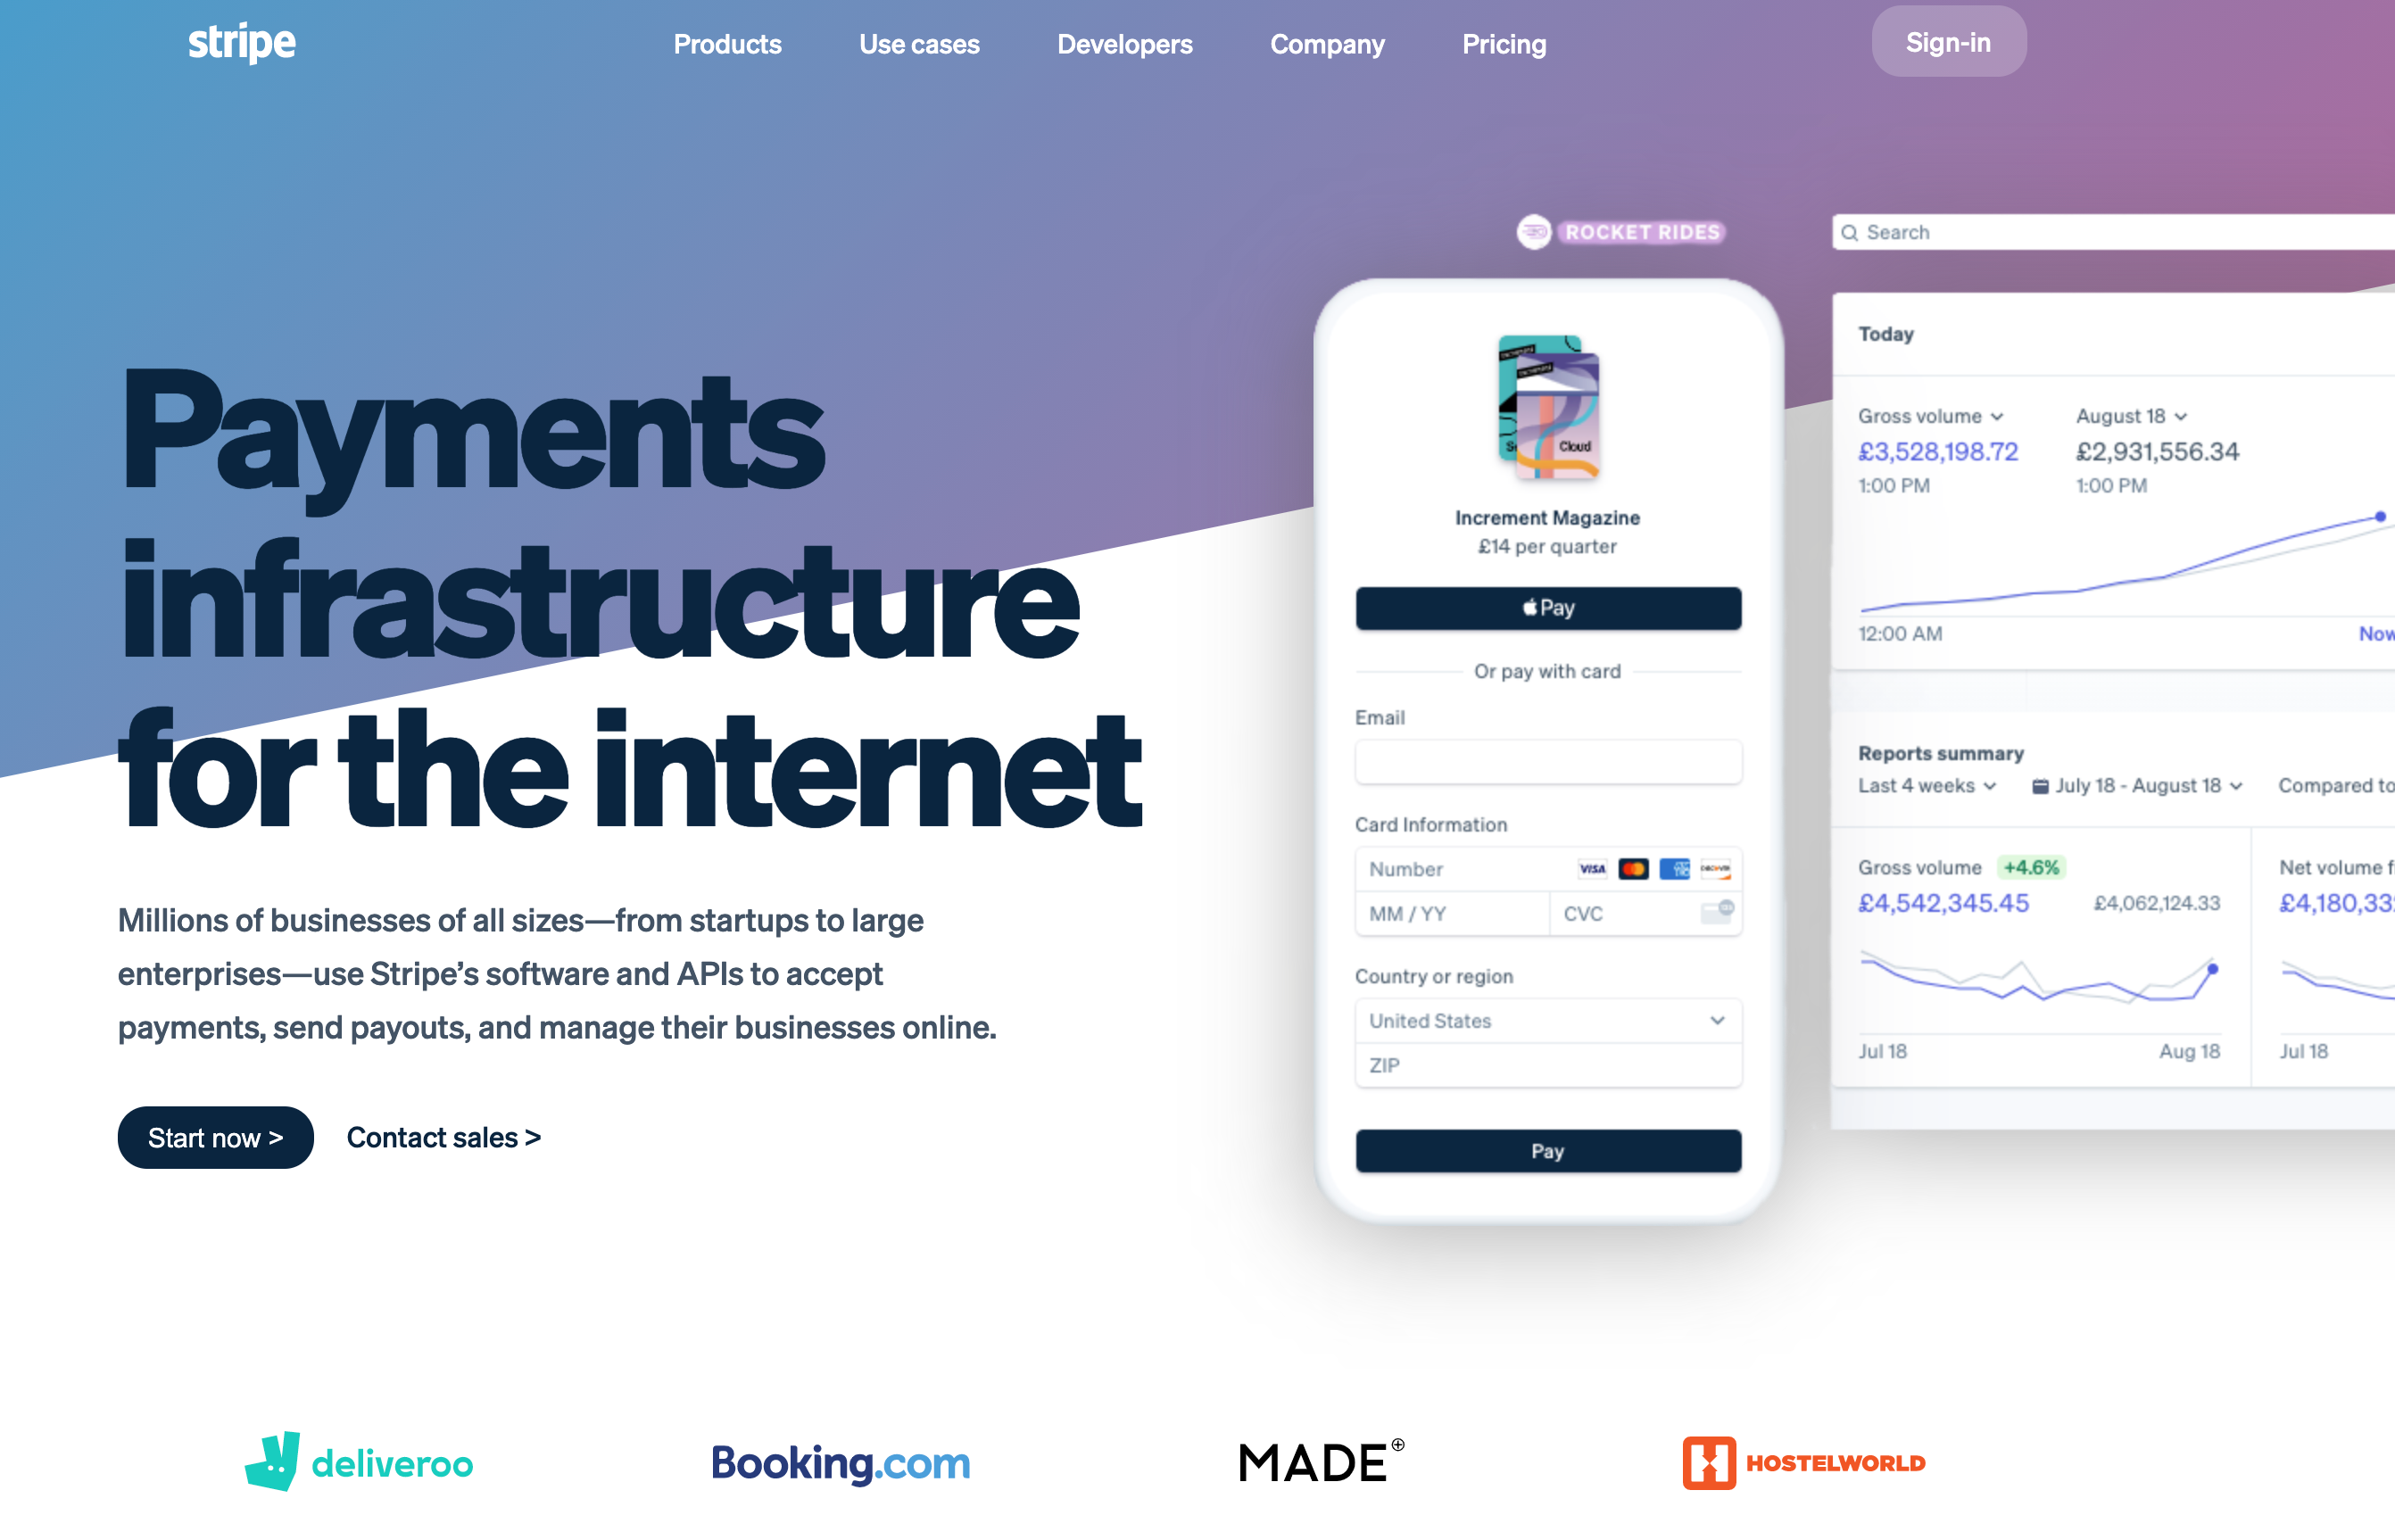 stripe
Products
Use cases
Developers
Company
Pricing
Sign-in
Payments
infrastructure
for the internet
Millions of businesses of all sizes—from startups to large
enterprises—use Stripe’s software and APIs to accept
payments, send payouts, and manage their businesses online.
Start now >
Contact sales >
ROCKET RIDES
Cloud
Increment Magazine
£14 per quarter
Pay
Or pay with card
Email
Card Information
Number
VISA
DISCOVER
MM / YY
CVC
Country or region
United States
ZIP
Pay
Search
Today
Gross volume
August 18
£3,528,198.72
£2,931,556.34
1:00 PM
1:00 PM
12:00 AM
Now
Reports summary
Last 4 weeks
July 18 - August 18
Compared to
Gross volume
+4.6%
Net volume f
£4,542,345.45
£4,062,124.33
£4,180,33
Jul 18
Aug 18
Jul 18
deliveroo
Booking.com
MADE
HOSTELWORLD